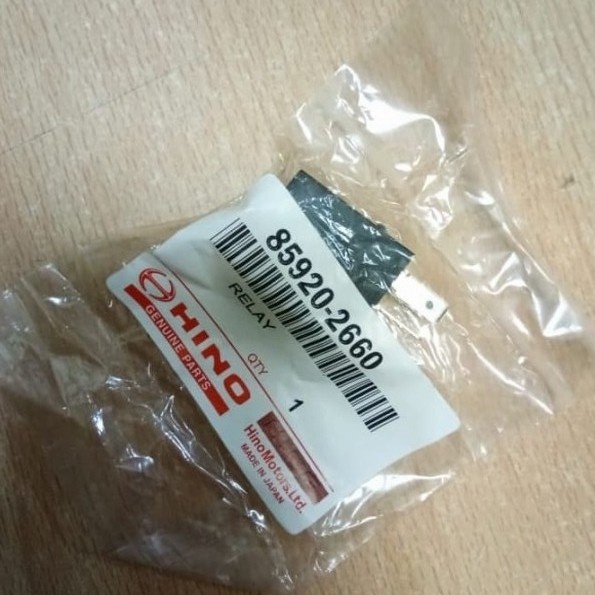 85920-2660
RELAY
HINO
GENUINE PARTS
QTY
1
HinoMotors,Ltd.
MADE IN JAPAN